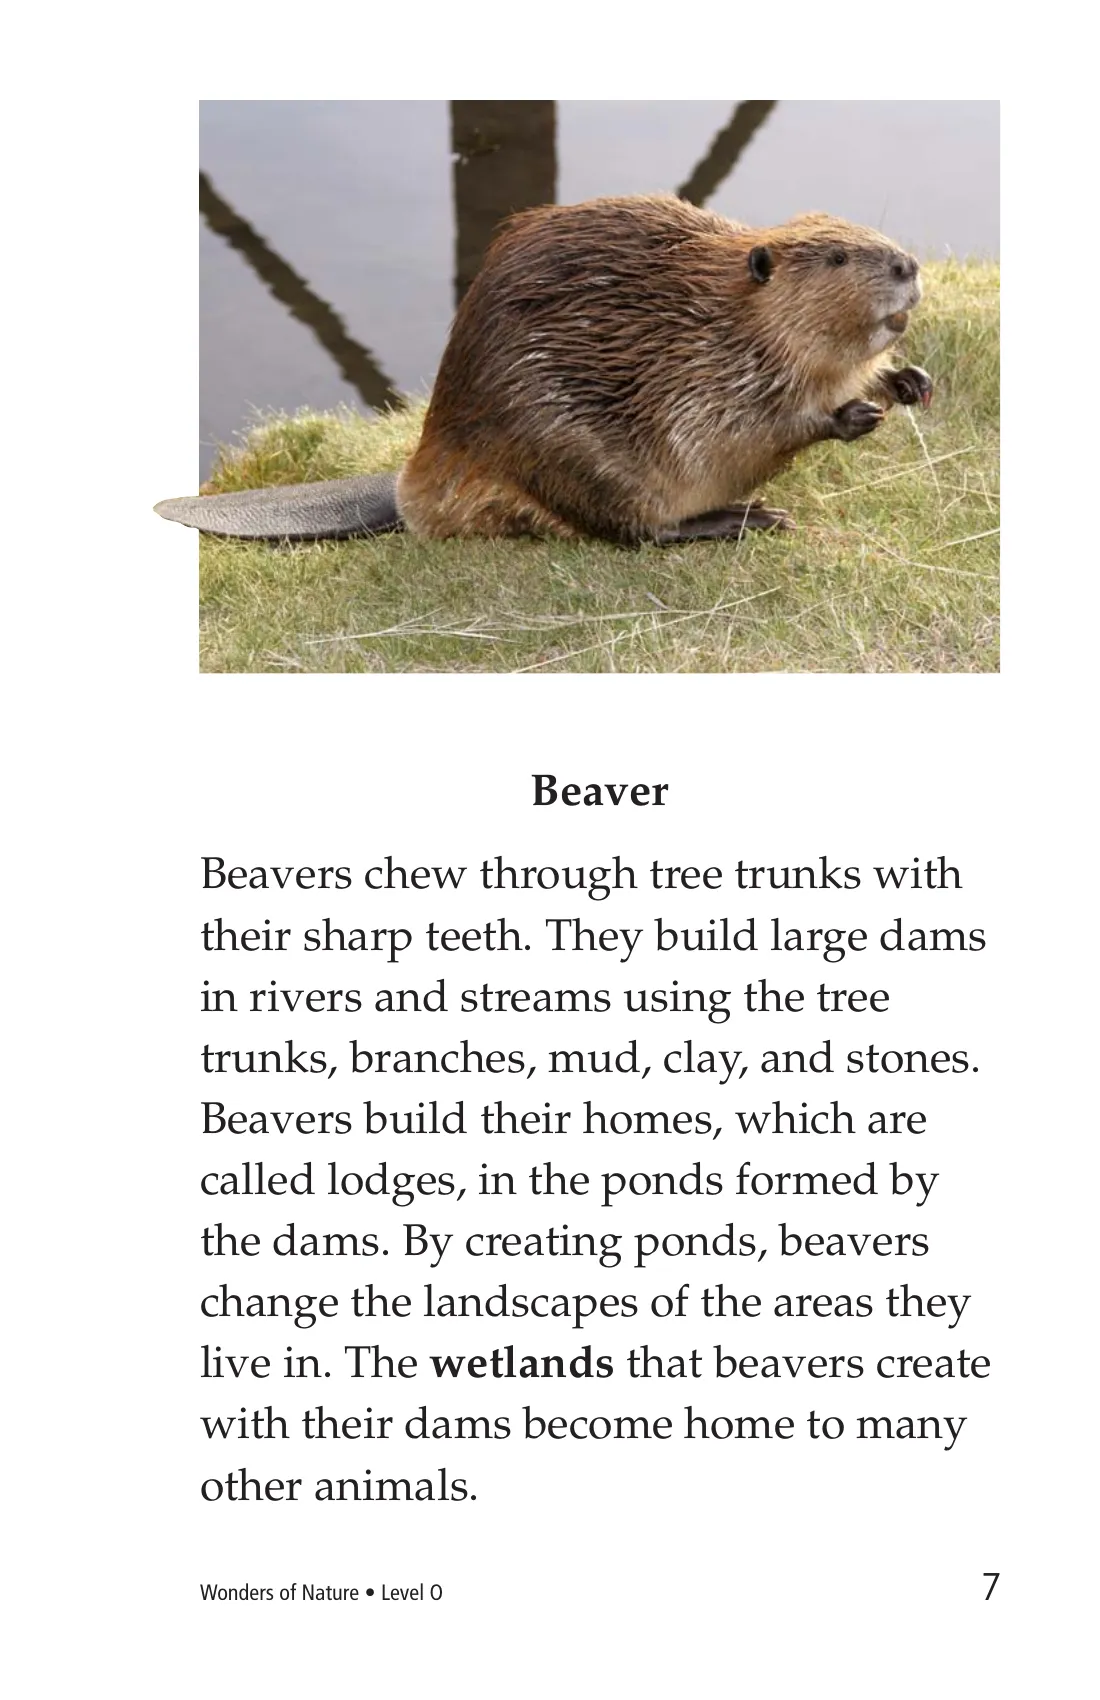 Beaver
Beavers chew through tree trunks with
their sharp teeth. They build large dams
in rivers and streams using the tree
trunks, branches, mud, clay, and stones.
Beavers build their homes, which are
called lodges, in the ponds formed by
the dams. By creating ponds, beavers
change the landscapes of the areas they
live in. The wetlands that beavers create
with their dams become home to many
other animals.
Wonders of Nature • Level O
7